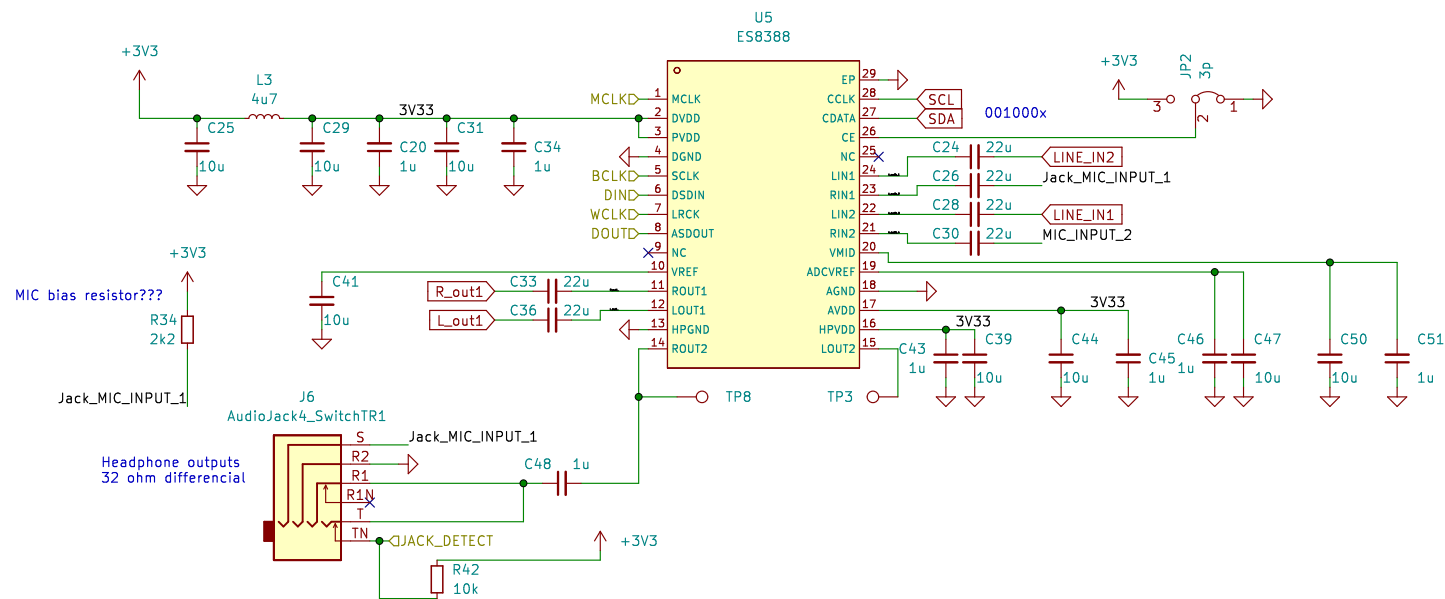 U5
ES8388
+3V3
L3
4u7
3V33
C25
10u
C29
10u
C20
1u
C31
10u
C34
1u
MCLK
BCLK
DIN
WCLK
DOUT
1 MCLK
2 DVDD
3 PVDD
4 DGND
5 SCLK
6 DSDIN
7 LRCK
8 ASDOUT
9 NC
10 VREF
11 ROUT1
12 LOUT1
13 HPGND
14 ROUT2
EP 29
CCLK 28
CDATA 27
CE 26
NC 25
LIN1 24
RIN1 23
LIN2 22
RIN2 21
VMID 20
ADCVREF 19
AGND 18
AVDD 17
HPVDD 16
LOUT2 15
SCL
SDA
001000x
+3V3
JP2
3p
3
2
1
C24 22u
LINE_IN2
C26 22u
Jack_MIC_INPUT_1
C28 22u
LINE_IN1
C30 22u
MIC_INPUT_2
3V33
3V33
C43
1u
C39
10u
C44
10u
C45
1u
C46
1u
C47
10u
C50
10u
C51
1u
+3V3
MIC bias resistor???
R34
2k2
Jack_MIC_INPUT_1
C41
10u
R_out1
C33 22u
L_out1
C36 22u
TP8
TP3
J6
AudioJack4_SwitchTR1
Headphone outputs
32 ohm differencial
S
R2
R1
R1N
T
TN
Jack_MIC_INPUT_1
C48 1u
JACK_DETECT
+3V3
R42
10k